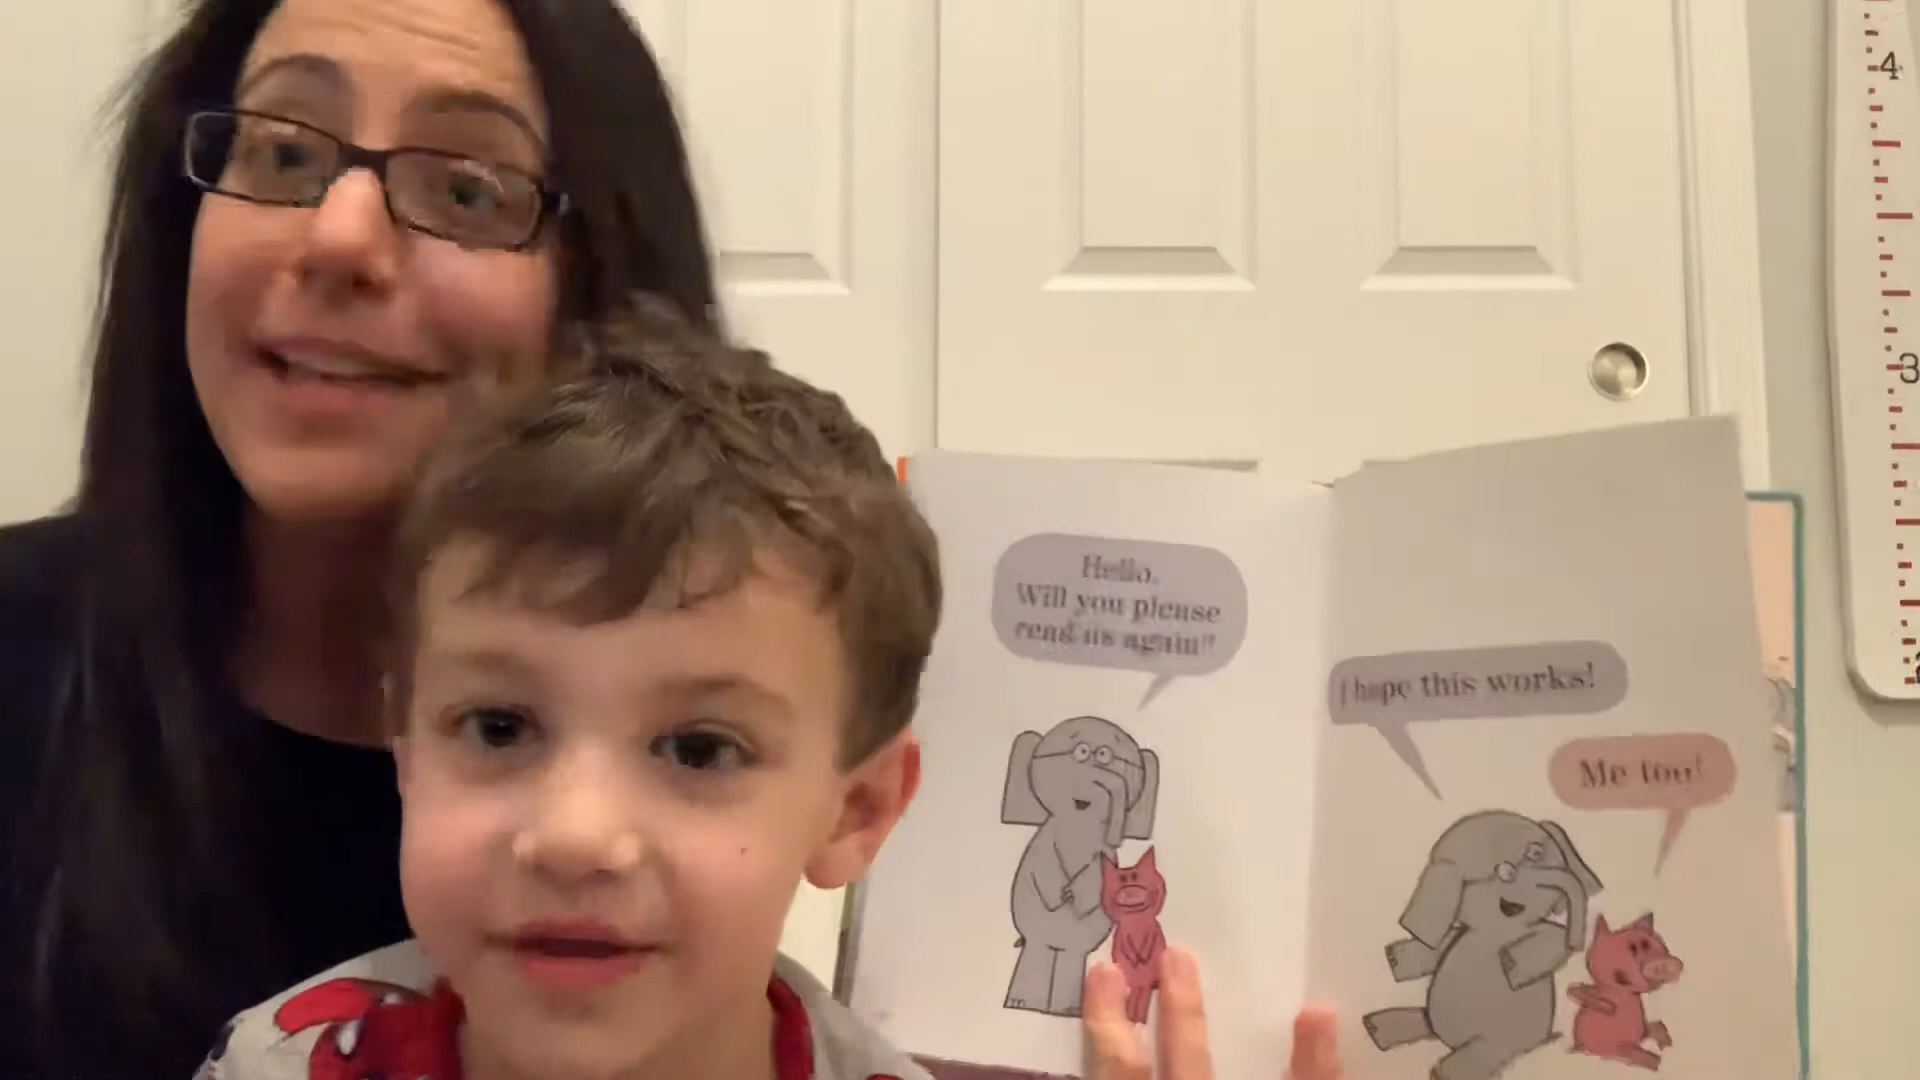 Hello.
Will you please
read us again?
I hope this works!
Me too!
4
3